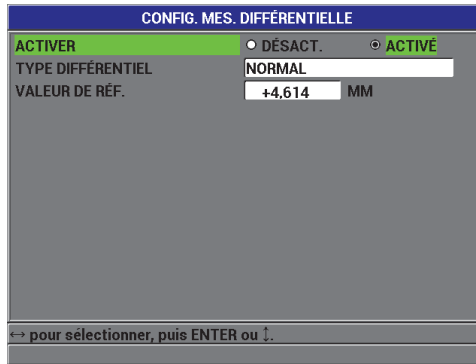 CONFIG. MES. DIFFÉRENTIELLE
ACTIVER DÉSACT. ACTIVÉ
TYPE DIFFÉRENTIEL NORMAL
VALEUR DE RÉF. +4,614 MM
↔ pour sélectionner, puis ENTER ou ↕.